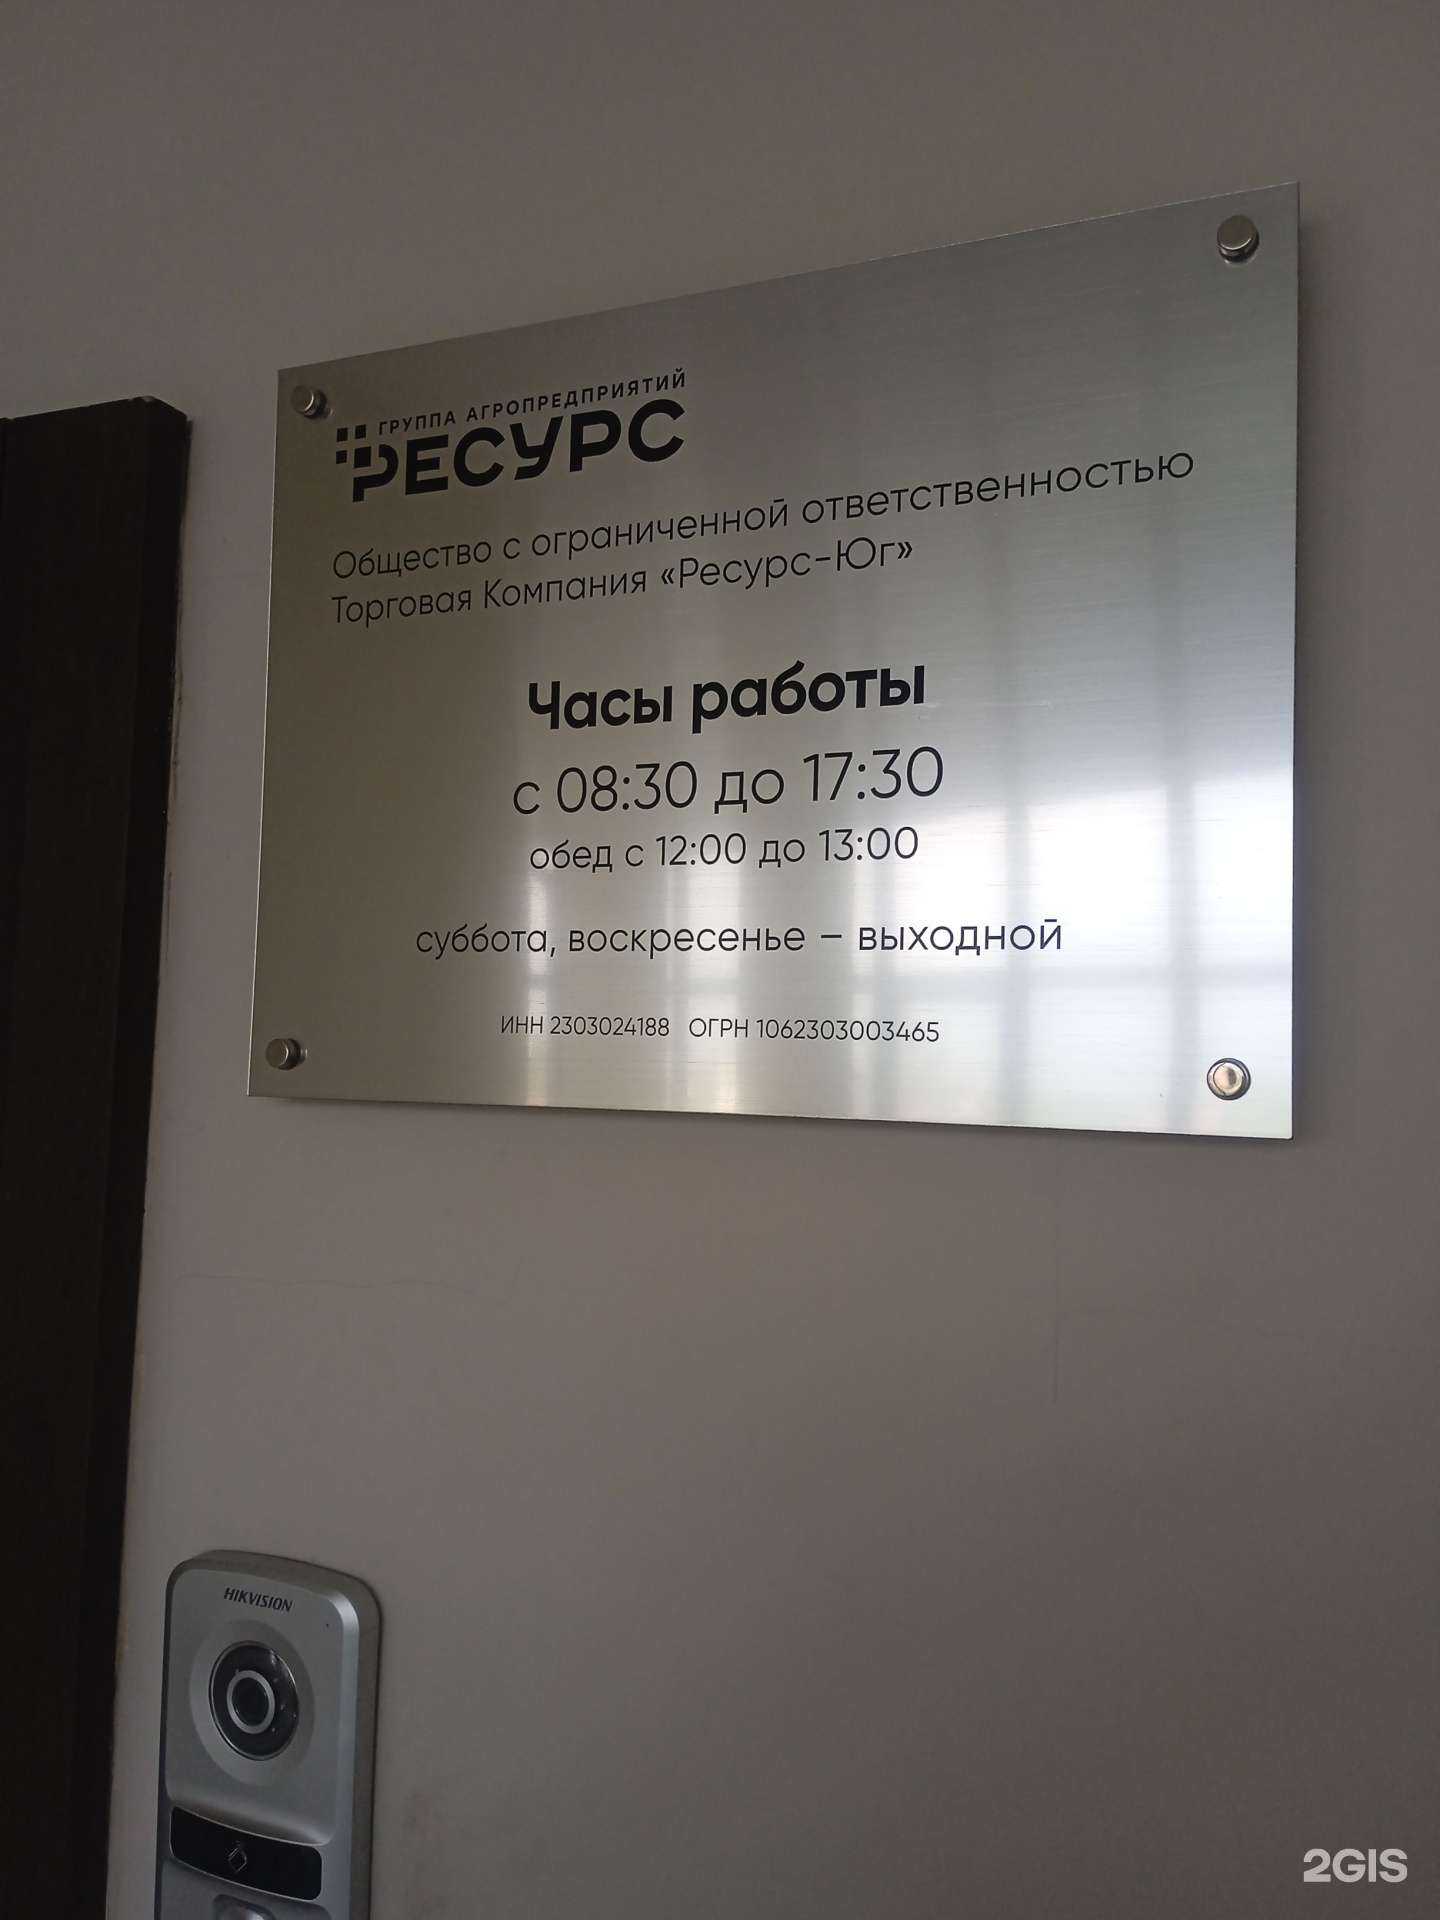 ГРУППА АГРОПРЕДПРИЯТИЙ
РЕСУРС
Общество с ограниченной ответственностью
Торговая Компания «Ресурс-Юг»
Часы работы
с 08:30 до 17:30
обед с 12:00 до 13:00
суббота, воскресенье – выходной
ИНН 2303024188 ОГРН 1062303003465
HIKVISION
2GIS